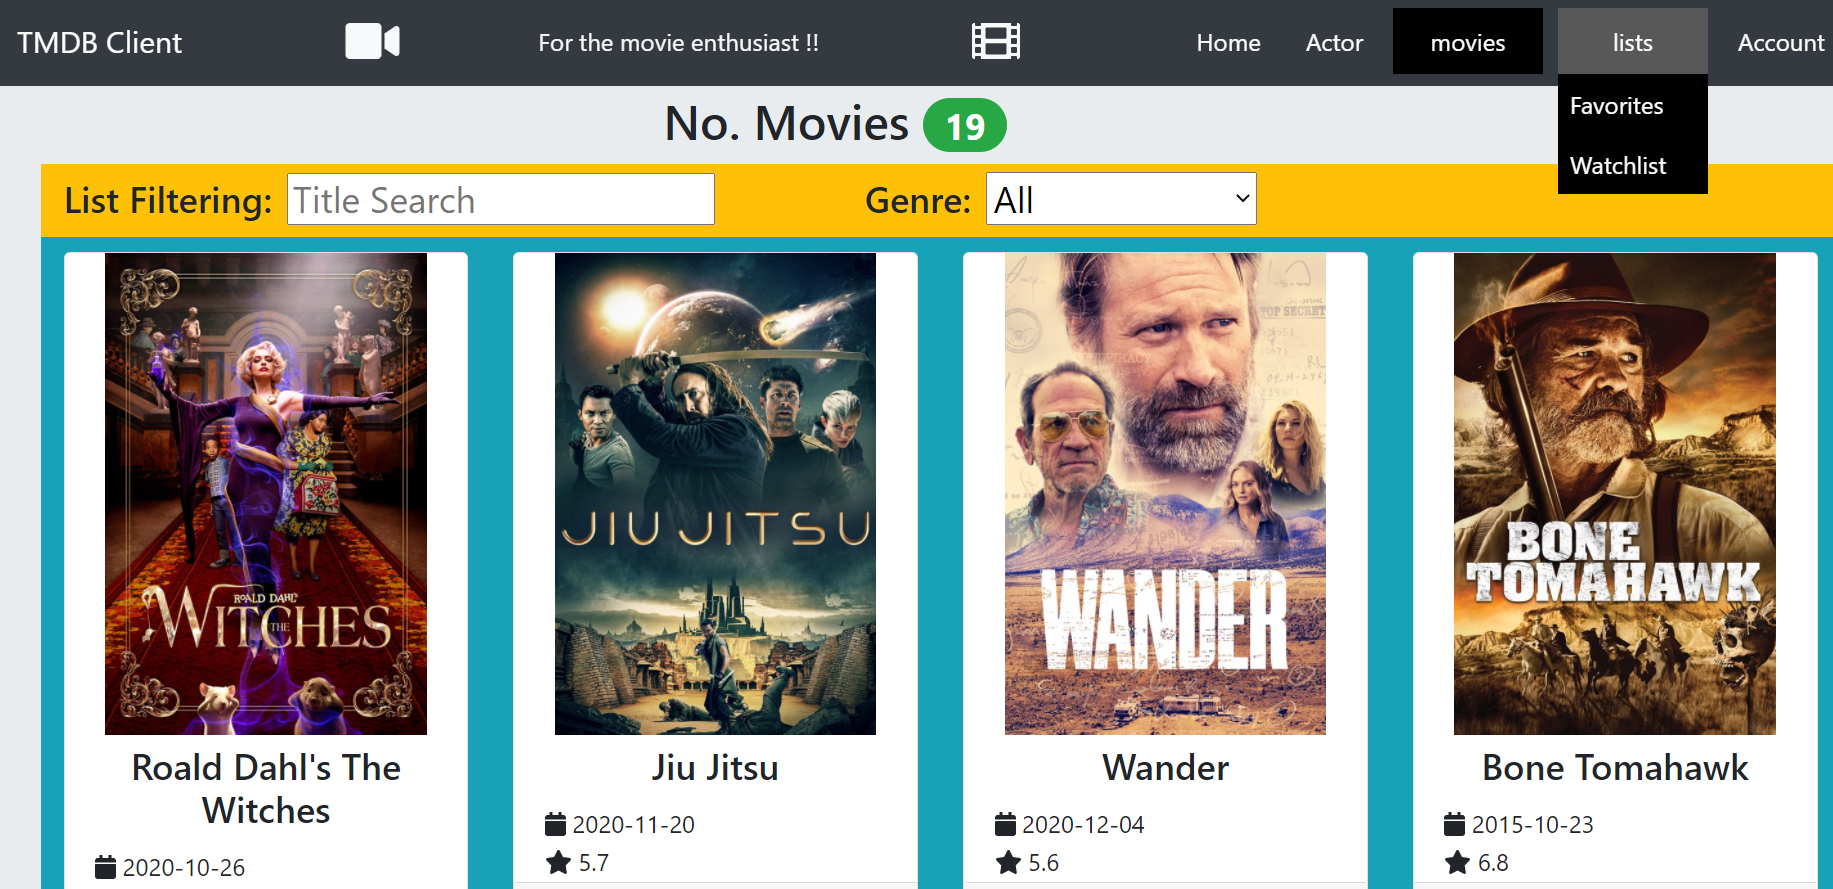 TMDB Client
For the movie enthusiast !!
Home
Actor
movies
lists
Account
Favorites
Watchlist
No. Movies 19
List Filtering:
Title Search
Genre:
All
ROALD DAHL'S
THE
WITCHES
JIU JITSU
TOP SECRET
CONSPIRACY
WANDER
BONE
TOMAHAWK
Roald Dahl's The
Witches
2020-10-26
Jiu Jitsu
2020-11-20
5.7
Wander
2020-12-04
5.6
Bone Tomahawk
2015-10-23
6.8